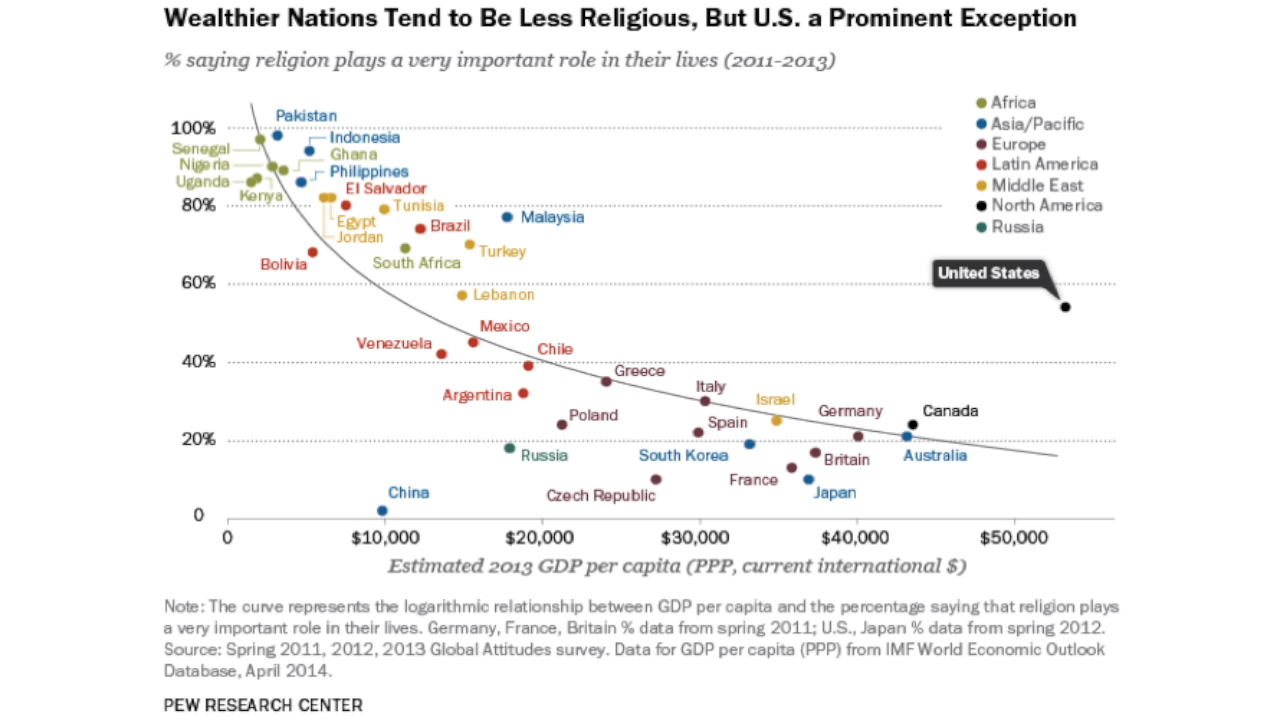 Wealthier Nations Tend to Be Less Religious, But U.S. a Prominent Exception
% saying religion plays a very important role in their lives (2011-2013)
Africa
Asia/Pacific
Europe
Latin America
Middle East
North America
Russia
100%
80%
60%
40%
20%
0
Pakistan
Senegal
Indonesia
Nigeria
Ghana
Uganda
Philippines
Kenya
El Salvador
Tunisia
Egypt
Jordan
Malaysia
Brazil
Bolivia
South Africa
Turkey
United States
Lebanon
Mexico
Venezuela
Chile
Argentina
Greece
Italy
Israel
Poland
Spain
Germany
Canada
Russia
South Korea
Britain
Australia
France
Czech Republic
Japan
China
0
$10,000
$20,000
$30,000
$40,000
$50,000
Estimated 2013 GDP per capita (PPP, current international $)
Note: The curve represents the logarithmic relationship between GDP per capita and the percentage saying that religion plays
a very important role in their lives. Germany, France, Britain % data from spring 2011; U.S., Japan % data from spring 2012.
Source: Spring 2011, 2012, 2013 Global Attitudes survey. Data for GDP per capita (PPP) from IMF World Economic Outlook
Database, April 2014.
PEW RESEARCH CENTER